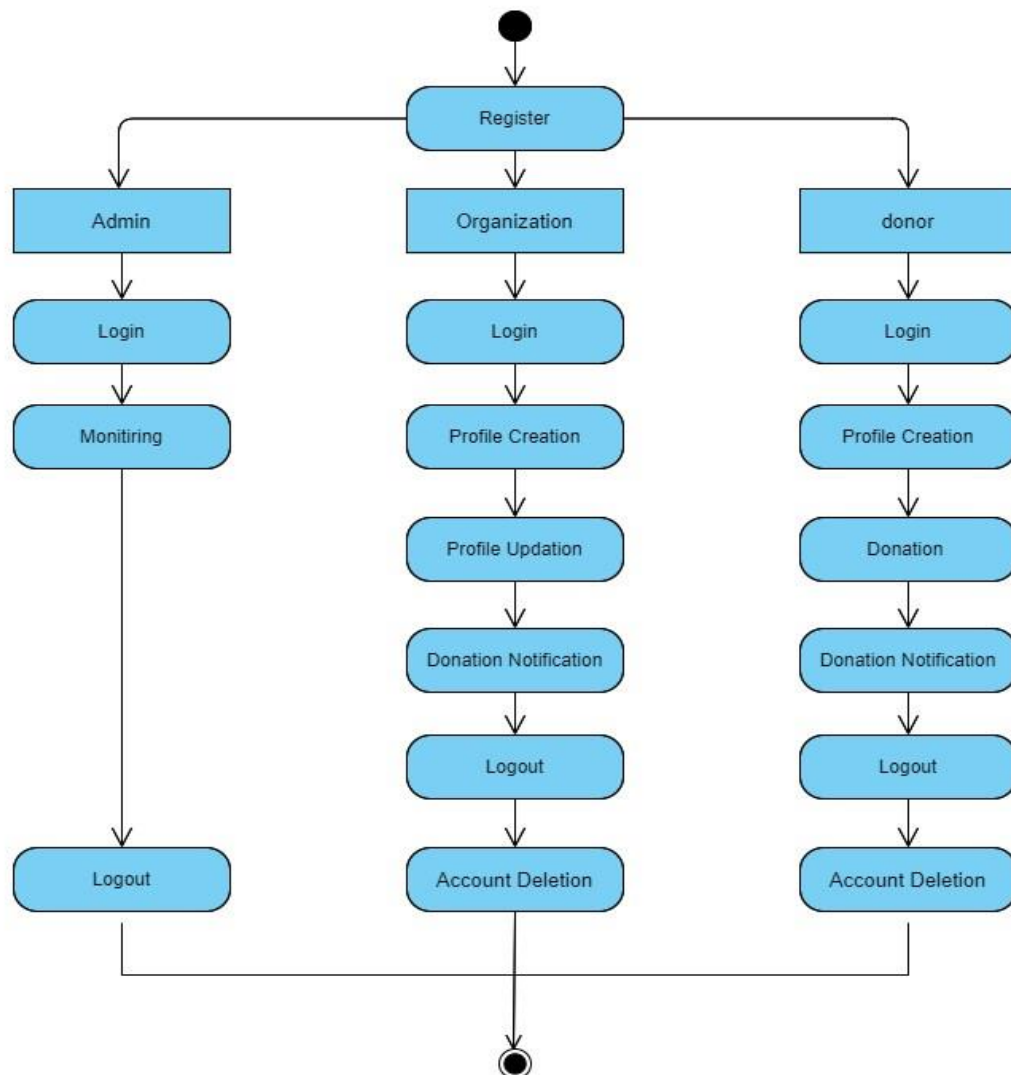 Register
Admin
Organization
donor
Login
Login
Login
Monitiring
Profile Creation
Profile Creation
Profile Updation
Donation
Donation Notification
Donation Notification
Logout
Logout
Logout
Account Deletion
Account Deletion